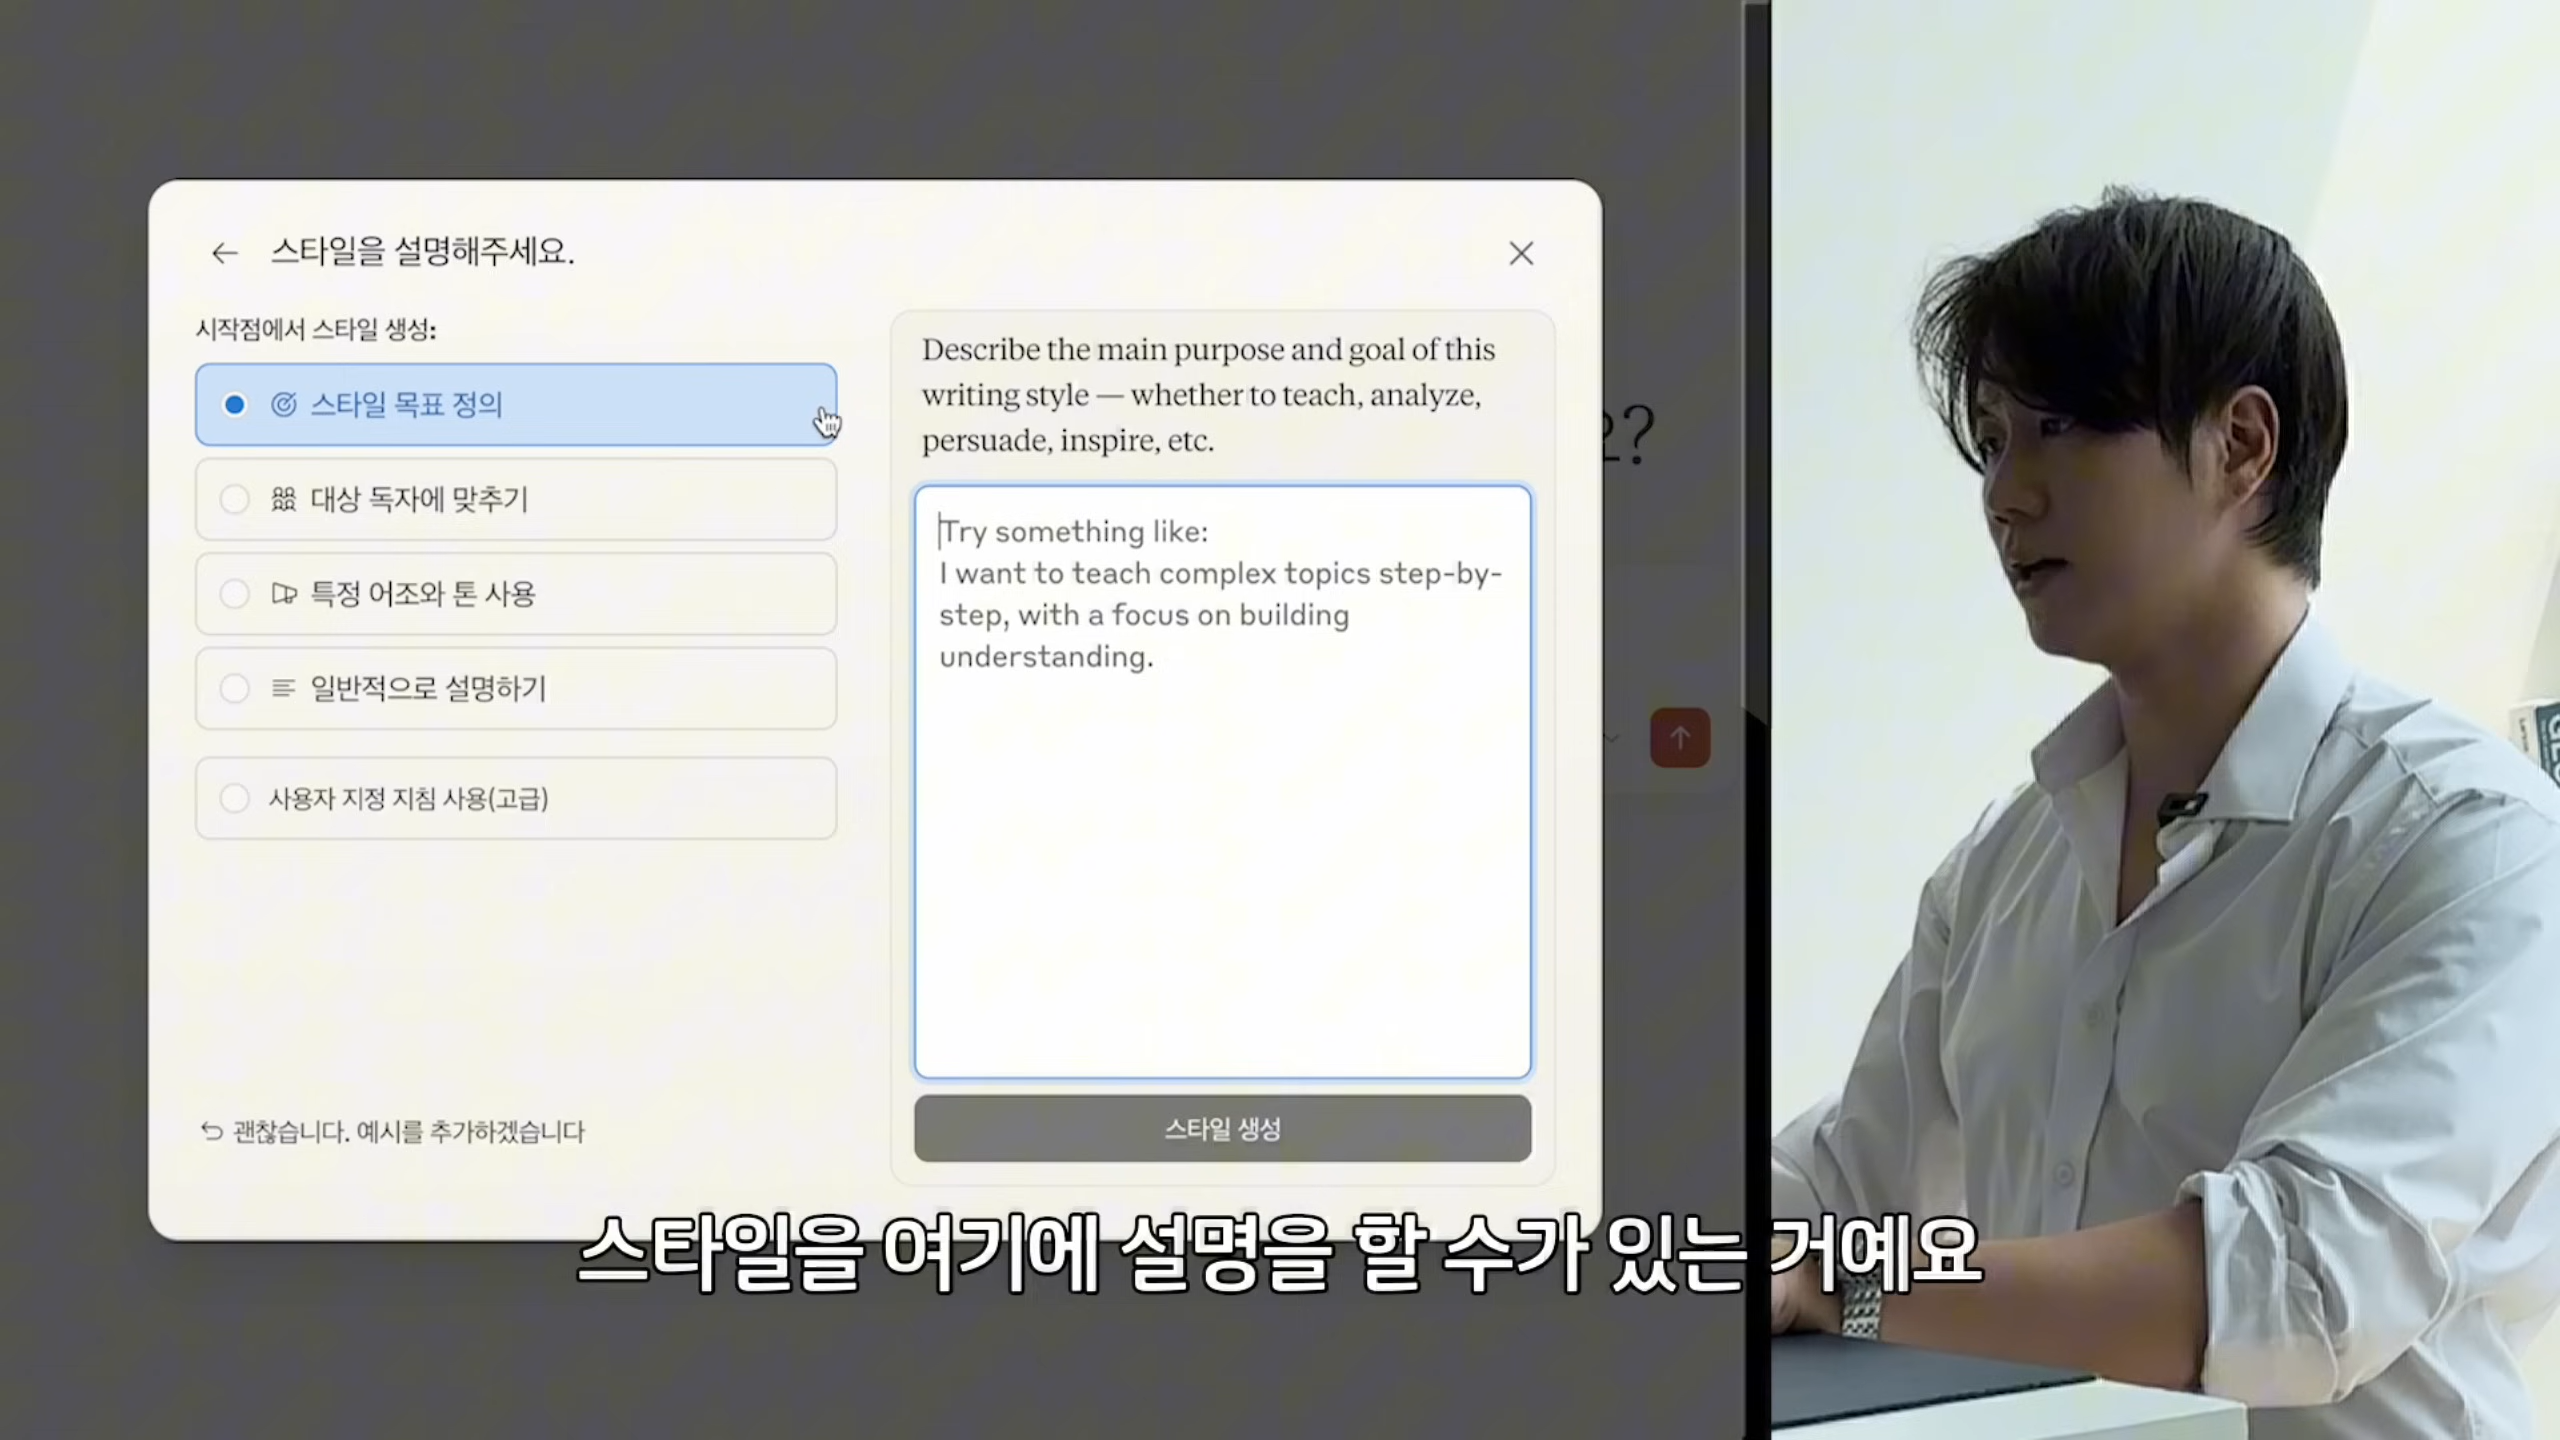 스타일을 설명해주세요.
시작점에서 스타일 생성:
스타일 목표 정의
대상 독자에 맞추기
특정 어조와 톤 사용
일반적으로 설명하기
사용자 지정 지침 사용(고급)
괜찮습니다. 예시를 추가하겠습니다
Describe the main purpose and goal of this
writing style — whether to teach, analyze,
persuade, inspire, etc.
Try something like:
I want to teach complex topics step-by-
step, with a focus on building
understanding.
스타일 생성
?
스타일을 여기에 설명을 할 수가 있는 거예요